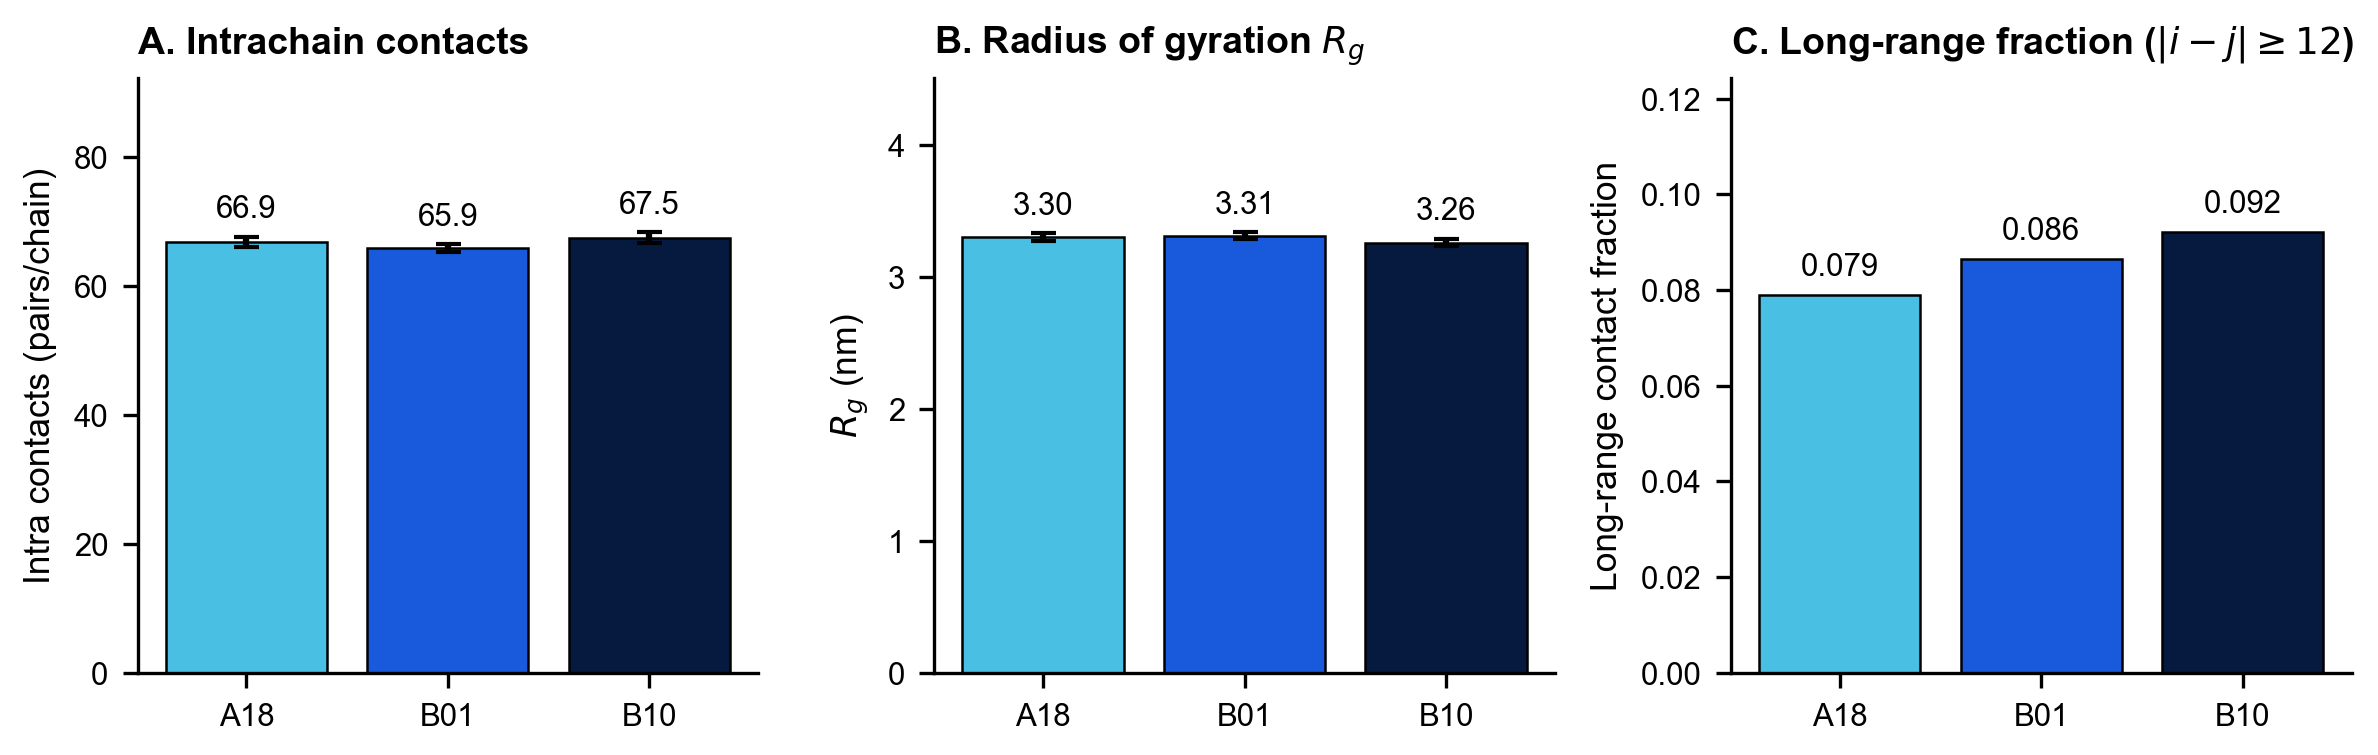 A. Intrachain contacts
Intra contacts (pairs/chain)
80
60
40
20
0
66.9
65.9
67.5
A18
B01
B10
B. Radius of gyration R_g
R_g (nm)
4
3
2
1
0
3.30
3.31
3.26
A18
B01
B10
C. Long-range fraction (|i − j| ≥ 12)
Long-range contact fraction
0.12
0.10
0.08
0.06
0.04
0.02
0.00
0.079
0.086
0.092
A18
B01
B10